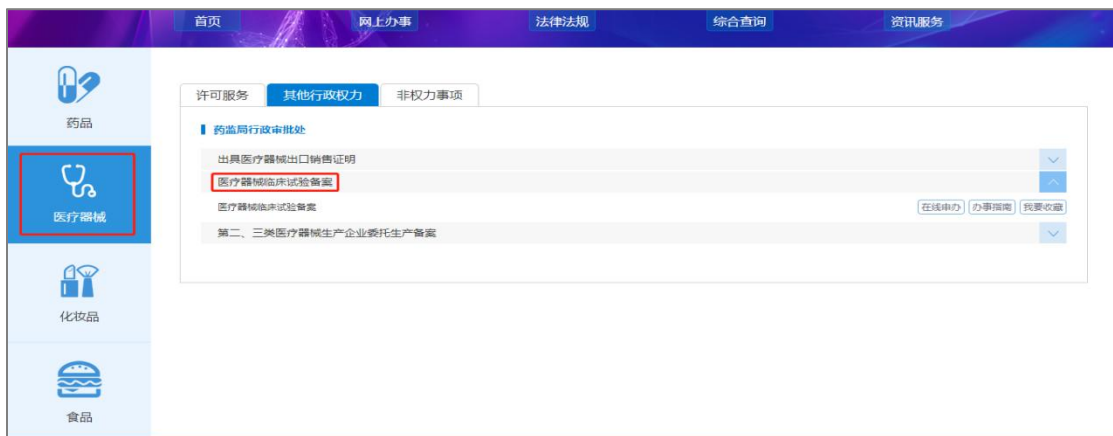 首页 网上办事 法律法规 综合查询 资讯服务
药品
医疗器械
化妆品
食品
许可服务 其他行政权力 非权力事项
药监局行政审批处
出具医疗器械出口销售证明
医疗器械临床试验备案
医疗器械临床试验备案 在线申办 办事指南 我要收藏
第二、三类医疗器械生产企业委托生产备案